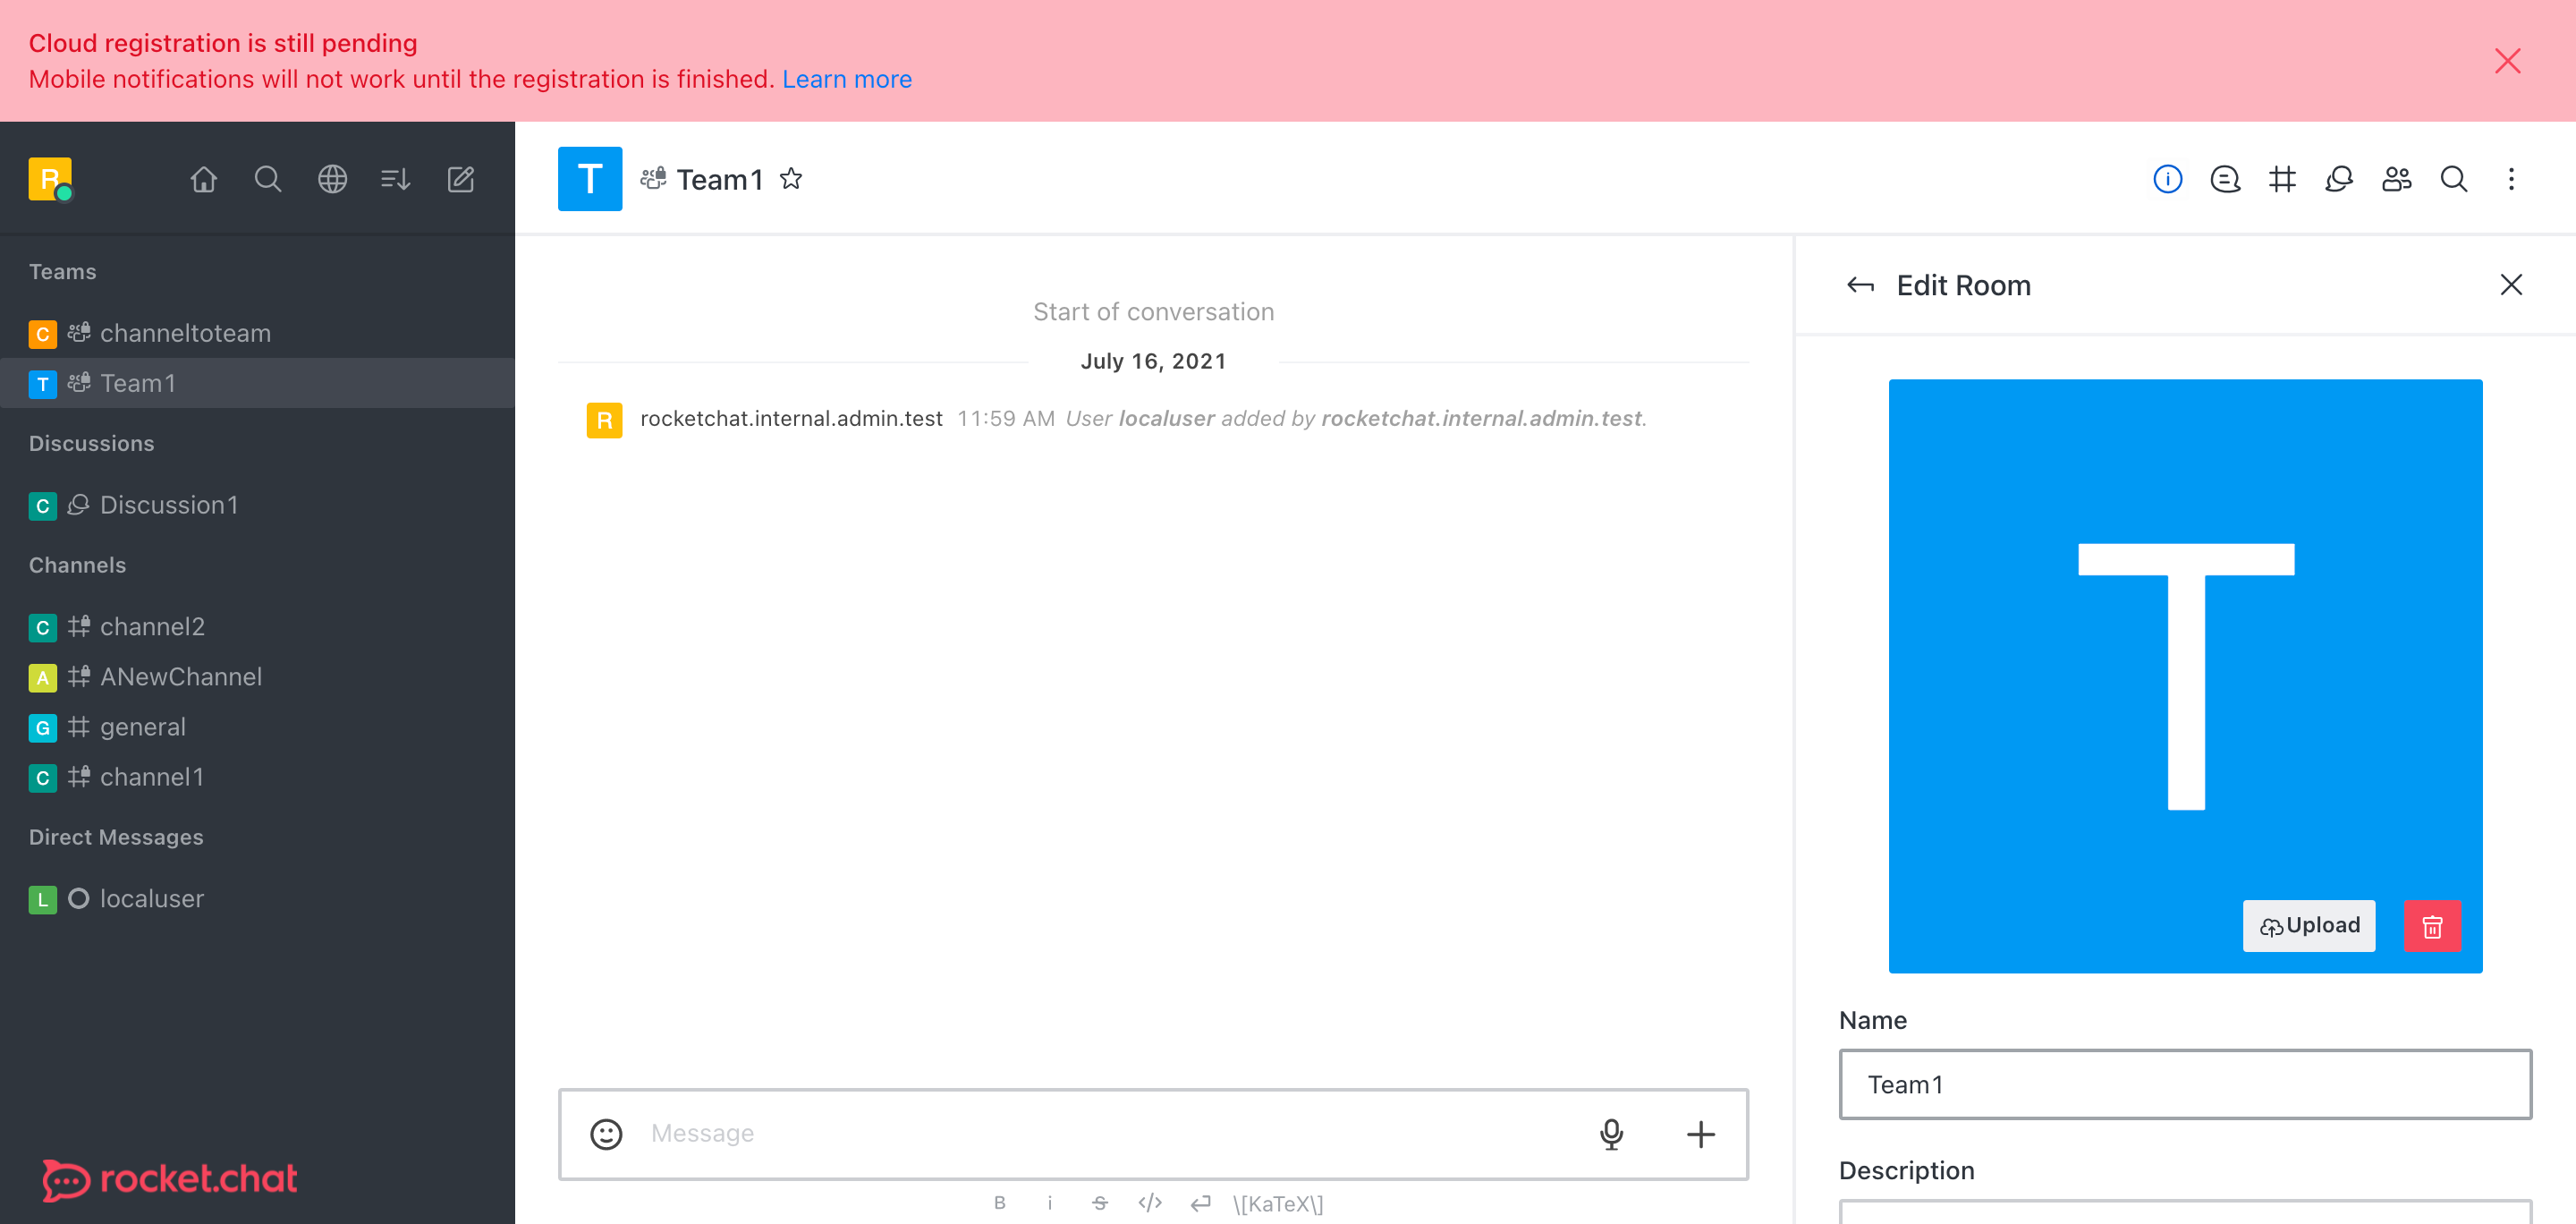 Cloud registration is still pending
Mobile notifications will not work until the registration is finished. Learn more
R
T Team1
Teams
C channeltoteam
T Team1
Discussions
C Discussion1
Channels
C channel2
A ANewChannel
G general
C channel1
Direct Messages
L localuser
rocket.chat
Start of conversation
July 16, 2021
R rocketchat.internal.admin.test 11:59 AM User localuser added by rocketchat.internal.admin.test.
Message
B i S </> \[KaTeX\]
Edit Room
T
Upload
Name
Team1
Description